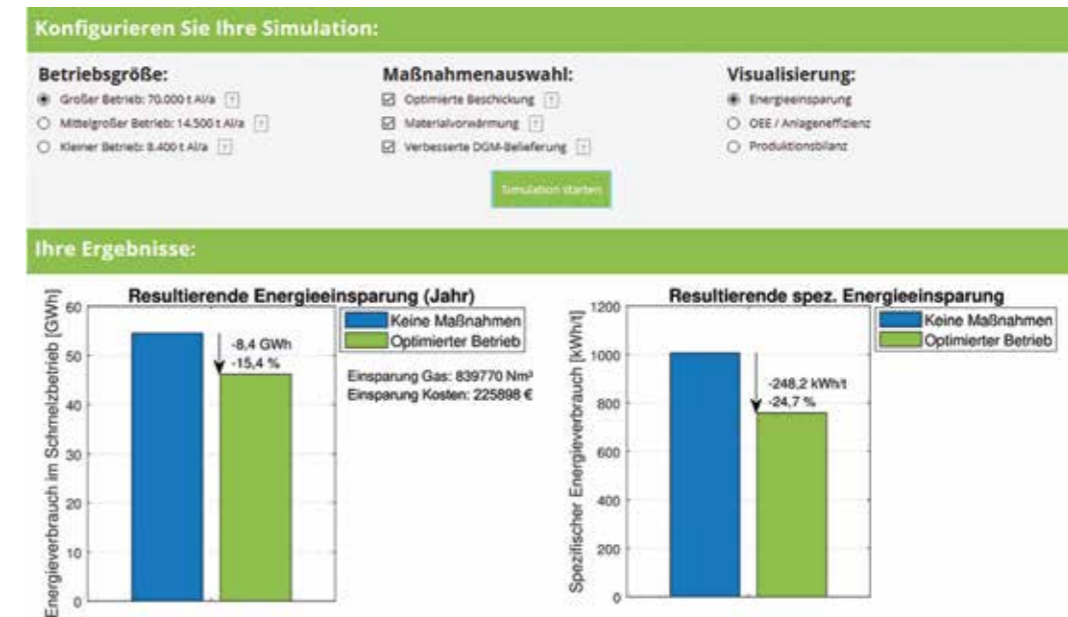 Konfigurieren Sie Ihre Simulation:
Betriebsgröße:
Großer Betrieb: 70.000 t Al/a [?]
Mittelgroßer Betrieb: 14.500 t Al/a [?]
Kleiner Betrieb: 8.400 t Al/a [?]
Maßnahmenauswahl:
Optimierte Beschickung [?]
Materialvorwärmung [?]
Verbesserte DGM-Belieferung [?]
Visualisierung:
Energieeinsparung
OEE / Anlageneffizienz
Produktionsbilanz
Simulation starten
Ihre Ergebnisse:
Resultierende Energieeinsparung (Jahr)
Energieverbrauch im Schmelzbetrieb [GWh]
60
50
40
30
20
10
0
-8,4 GWh
-15,4 %
Keine Maßnahmen
Optimierter Betrieb
Einsparung Gas: 839770 Nm³
Einsparung Kosten: 225898 €
Resultierende spez. Energieeinsparung
Spezifischer Energieverbrauch [kWh/t]
1200
1000
800
600
400
200
0
-248,2 kWh/t
-24,7 %
Keine Maßnahmen
Optimierter Betrieb